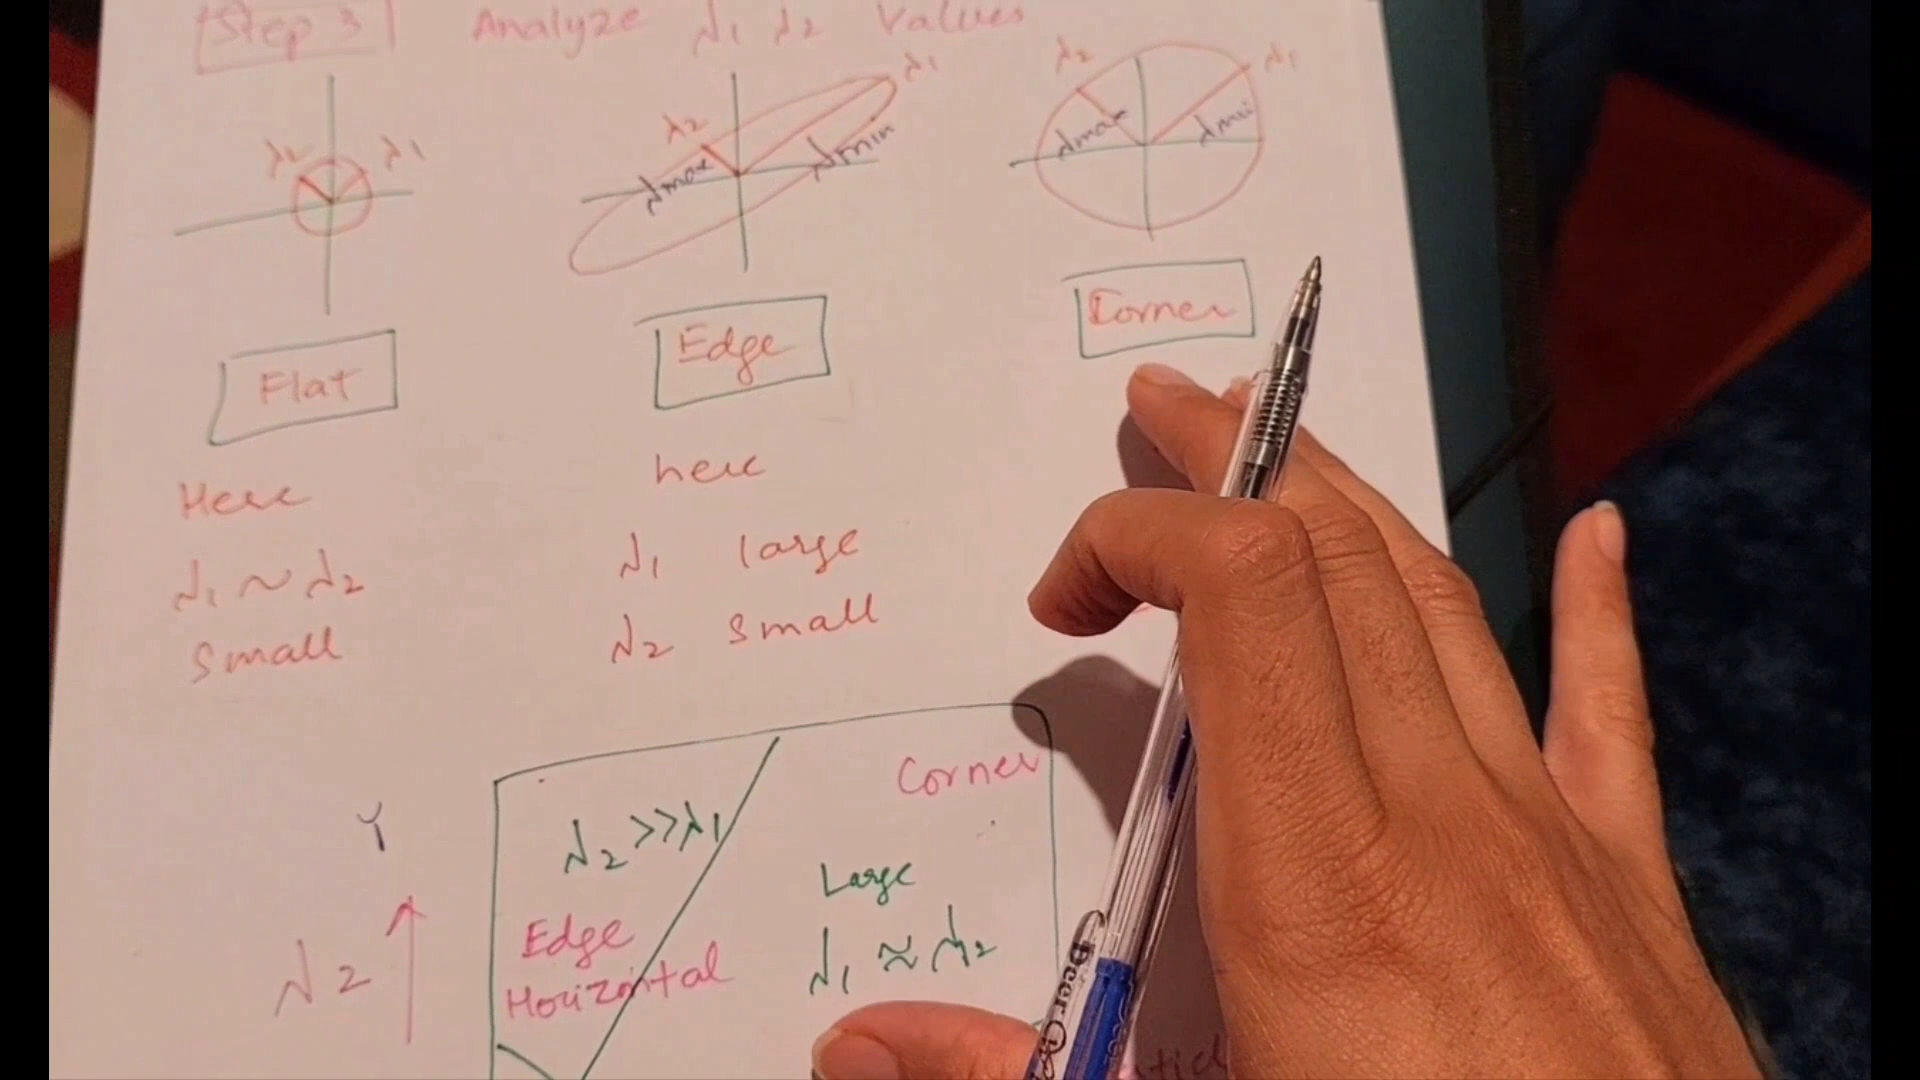 Step 3 Analyze λ1 λ2 Values
λ2 λ1
λ2 λ1
λmax λmin
λ2 λ1
λmax λmin
Flat
Edge
Corner
Here
λ1 ~ λ2
small
here
λ1 large
λ2 small
Y
λ2
λ2 >> λ1
Edge
Horizontal
Corner
Large
λ1 ≈ λ2
Deer